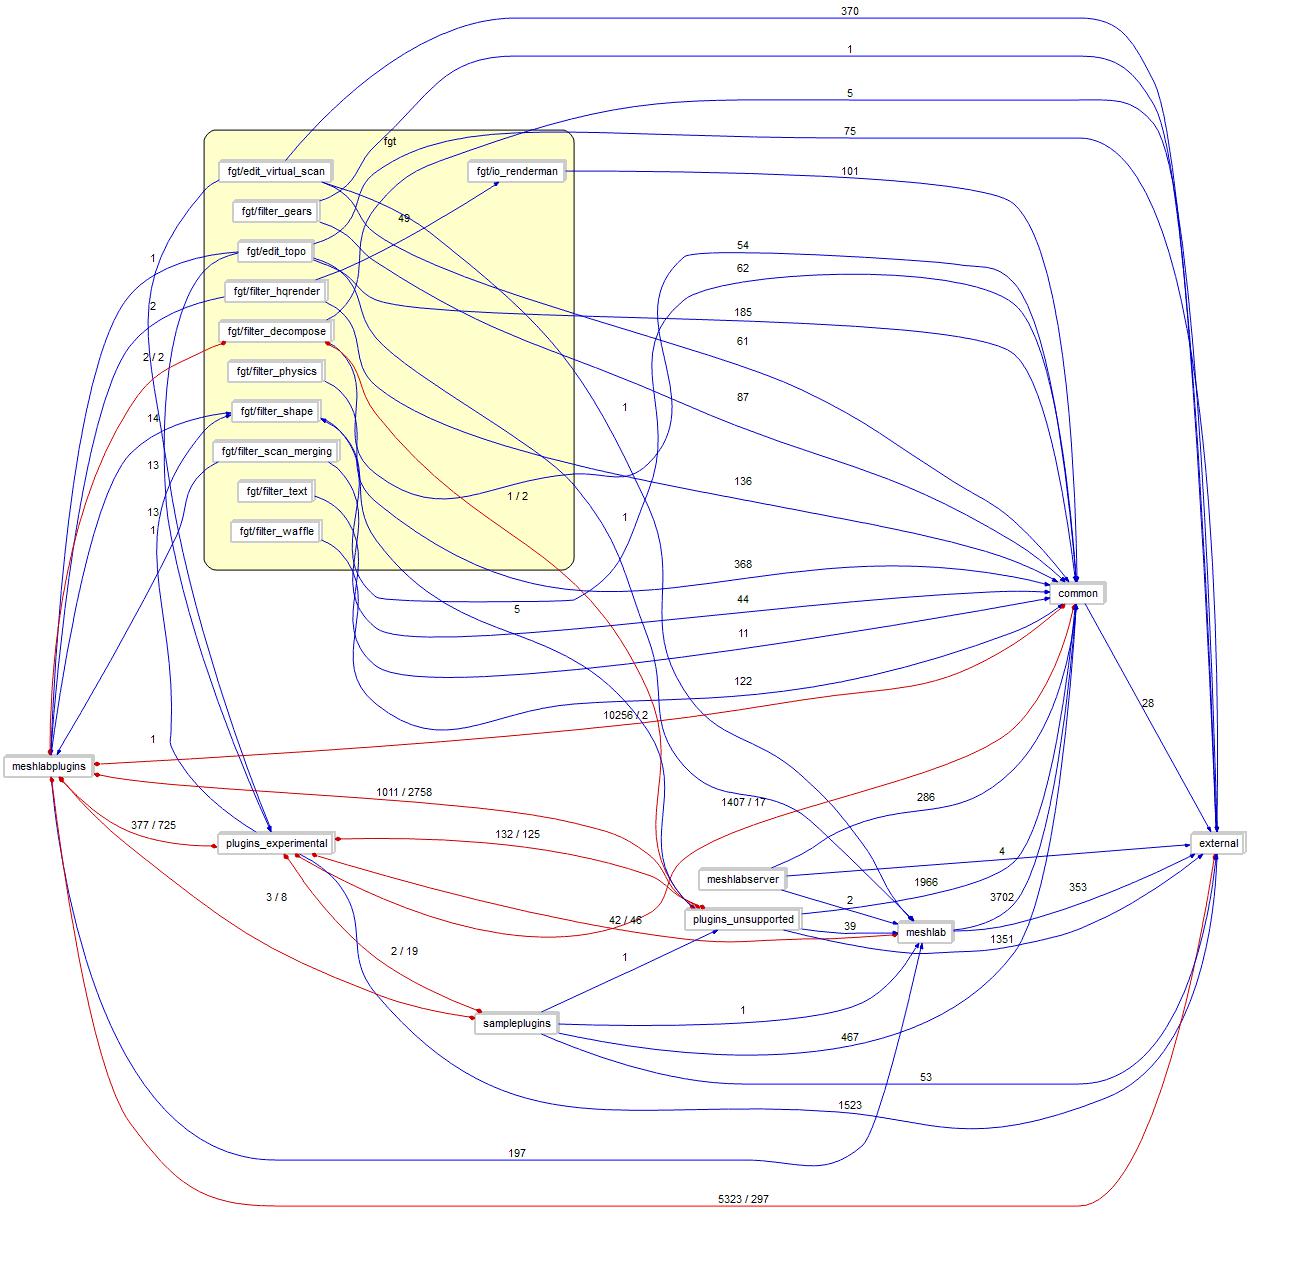 370
1
5
75
fgt
fgt/edit_virtual_scan
fgt/io_renderman
101
fgt/filter_gears
49
54
fgt/edit_topo
1
62
fgt/filter_hqrender
2
185
fgt/filter_decompose
61
2 / 2
fgt/filter_physics
87
fgt/filter_shape
1
14
fgt/filter_scan_merging
13
136
fgt/filter_text
1 / 2
13
1
1
fgt/filter_waffle
368
common
44
5
11
122
28
10256 / 2
1
meshlabplugins
1011 / 2758
286
1407 / 17
377 / 725
132 / 125
plugins_experimental
external
4
meshlabserver
1966
353
3 / 8
3702
2
plugins_unsupported
42 / 46
39
meshlab
1351
2 / 19
1
1
sampleplugins
467
53
1523
197
5323 / 297